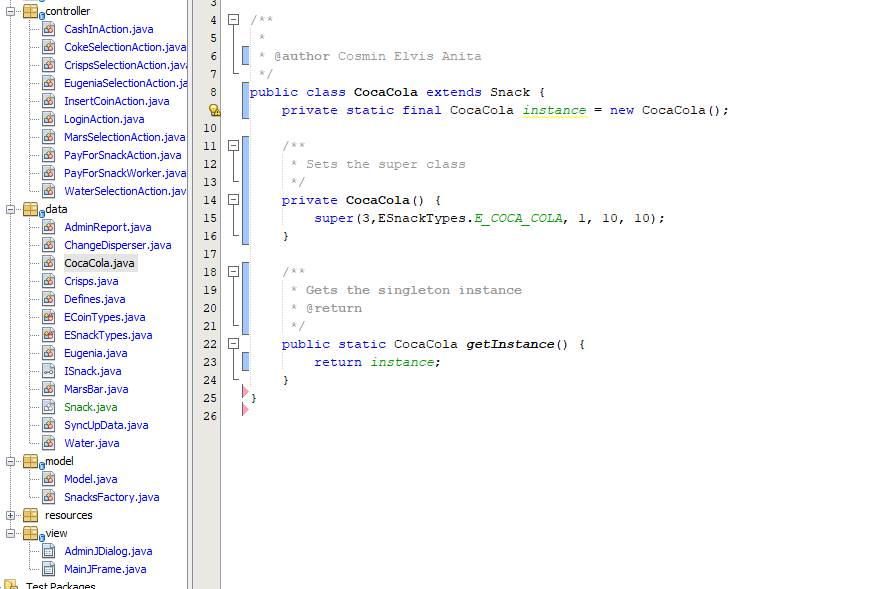 controller
CashInAction.java
CokeSelectionAction.java
CrispsSelectionAction.java
EugeniaSelectionAction.ja
InsertCoinAction.java
LoginAction.java
MarsSelectionAction.java
PayForSnackAction.java
PayForSnackWorker.java
WaterSelectionAction.jav
data
AdminReport.java
ChangeDisperser.java
CocaCola.java
Crisps.java
Defines.java
ECoinTypes.java
ESnackTypes.java
Eugenia.java
ISnack.java
MarsBar.java
Snack.java
SyncUpData.java
Water.java
model
Model.java
SnacksFactory.java
resources
view
AdminJDialog.java
MainJFrame.java
Test Packages
3
4 /**
5 *
6 * @author Cosmin Elvis Anita
7 */
8 public class CocaCola extends Snack {
private static final CocaCola instance = new CocaCola();
10
11 /**
12 * Sets the super class
13 */
14 private CocaCola() {
15 super(3,ESnackTypes.E_COCA_COLA, 1, 10, 10);
16 }
17
18 /**
19 * Gets the singleton instance
20 * @return
21 */
22 public static CocaCola getInstance() {
23 return instance;
24 }
25 }
26